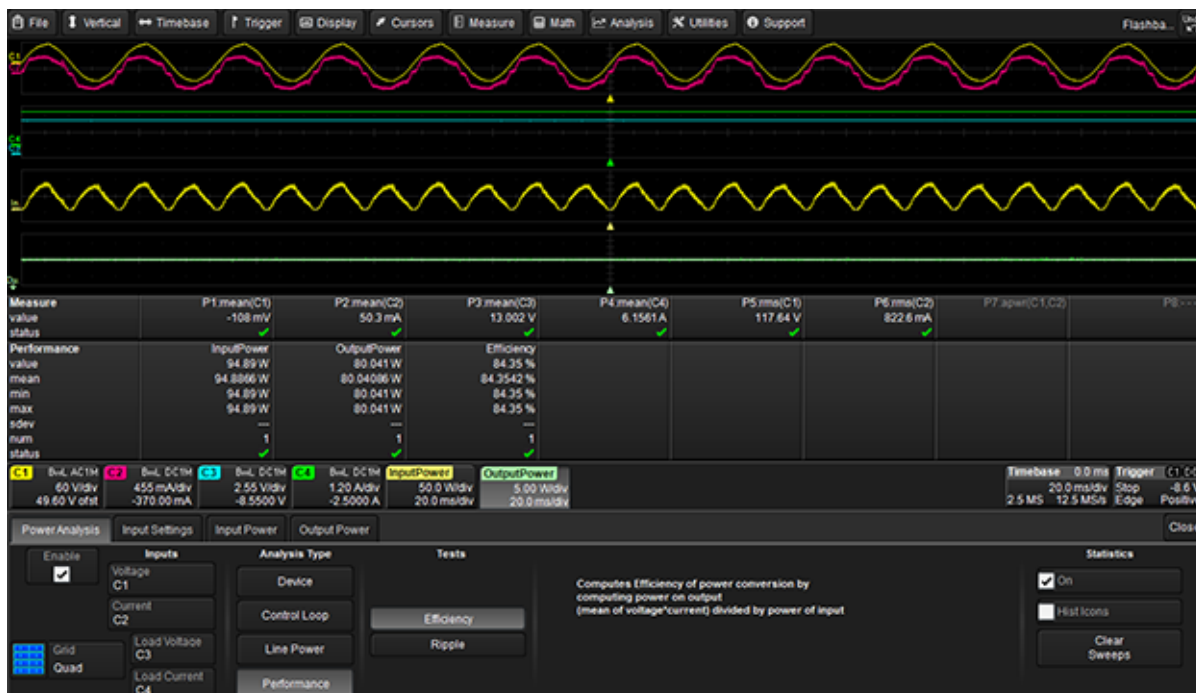 File Vertical Timebase Trigger Display Cursors Measure Math Analysis Utilities Support Flashba...
C1
C4
C3
In
Measure P1:mean(C1) P2:mean(C2) P3:mean(C3) P4:mean(C4) P5:rms(C1) P6:rms(C2) P7:apwr(C1,C2) P8:---
value -108 mV 50.3 mA 13.002 V 6.1561 A 117.64 V 822.6 mA
status
Performance InputPower OutputPower Efficiency
value 94.89 W 80.041 W 84.35 %
mean 94.8866 W 80.04086 W 84.3542 %
min 94.89 W 80.041 W 84.35 %
max 94.89 W 80.041 W 84.35 %
sdev --- --- ---
num 1 1 1
status
C1 BwL AC1M C2 BwL DC1M C3 BwL DC1M C4 BwL DC1M InputPower OutputPower Timebase 0.0 ms Trigger C1 DC
60 V/div 455 mA/div 2.55 V/div 1.20 A/div 50.0 W/div 5.00 W/div 20.0 ms/div Stop -8.6 V
49.60 V ofst -370.00 mA -8.5500 V -2.5000 A 20.0 ms/div 20.0 ms/div 2.5 MS 12.5 MS/s Edge Positiv
Power Analysis Input Settings Input Power Output Power Close
Enable Inputs Analysis Type Tests Statistics
Voltage
C1
Device
On
Current
C2
Control Loop
Efficiency
Computes Efficiency of power conversion by
computing power on output
(mean of voltage*current) divided by power of input
Hist Icons
Grid
Quad
Load Voltage
C3
Line Power
Ripple
Clear
Sweeps
Load Current
C4
Performance